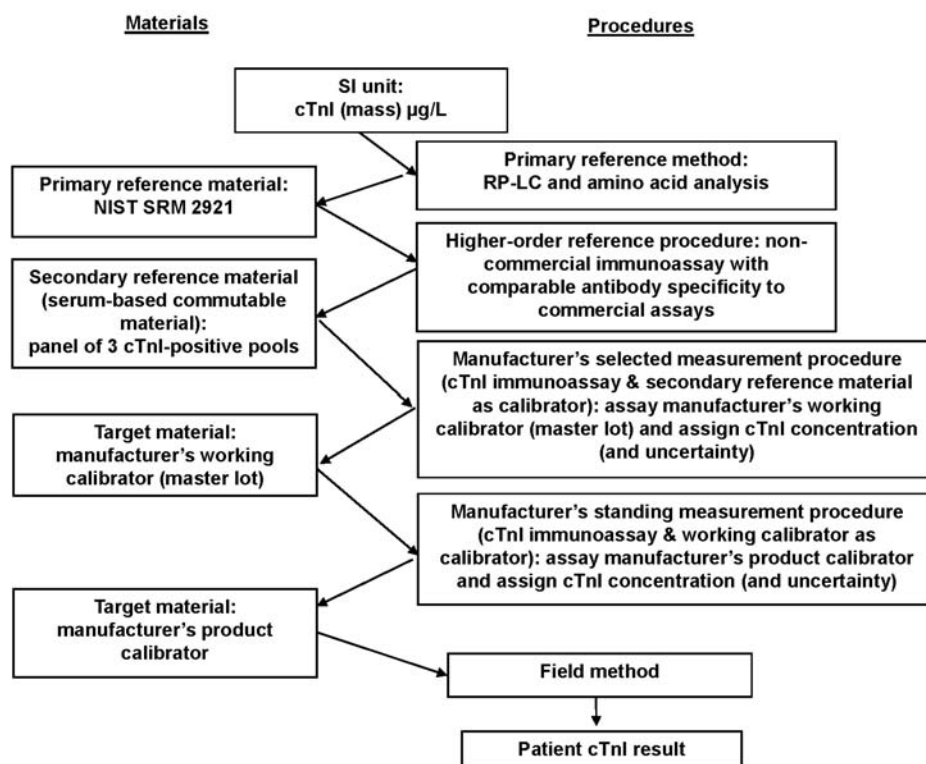 Materials
Procedures
SI unit:
cTnI (mass) µg/L
Primary reference method:
RP-LC and amino acid analysis
Primary reference material:
NIST SRM 2921
Higher-order reference procedure: non-
commercial immunoassay with
comparable antibody specificity to
commercial assays
Secondary reference material
(serum-based commutable
material):
panel of 3 cTnI-positive pools
Manufacturer’s selected measurement procedure
(cTnI immunoassay & secondary reference material
as calibrator): assay manufacturer’s working
calibrator (master lot) and assign cTnI concentration
(and uncertainty)
Target material:
manufacturer’s working
calibrator (master lot)
Manufacturer’s standing measurement procedure
(cTnI immunoassay & working calibrator as
calibrator): assay manufacturer’s product calibrator
and assign cTnI concentration (and uncertainty)
Target material:
manufacturer’s product
calibrator
Field method
Patient cTnI result